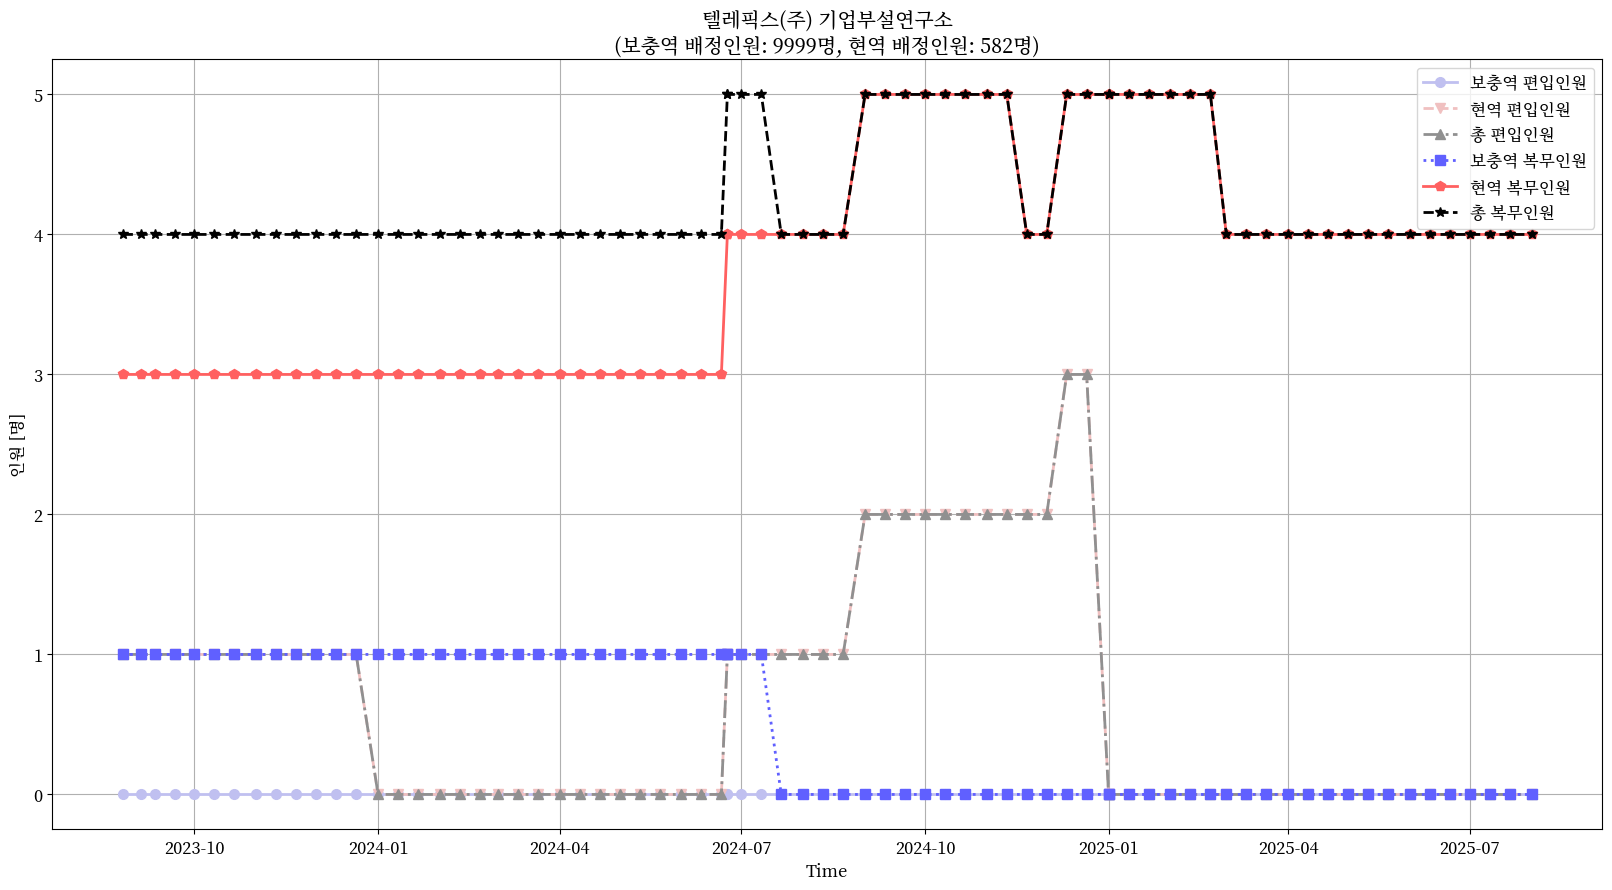 텔레픽스(주) 기업부설연구소
(보충역 배정인원: 9999명, 현역 배정인원: 582명)
보충역 편입인원
현역 편입인원
총 편입인원
보충역 복무인원
현역 복무인원
총 복무인원
인원 [명]
5
4
3
2
1
0
2023-10
2024-01
2024-04
2024-07
2024-10
2025-01
2025-04
2025-07
Time